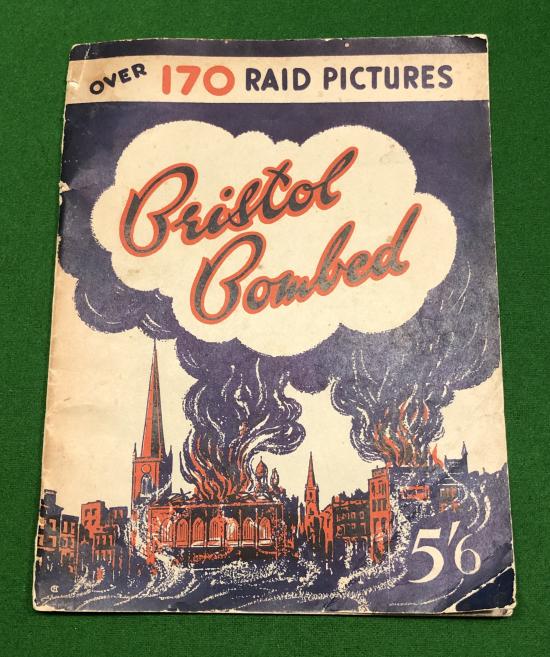 OVER 170 RAID PICTURES
Bristol
Bombed
5'6